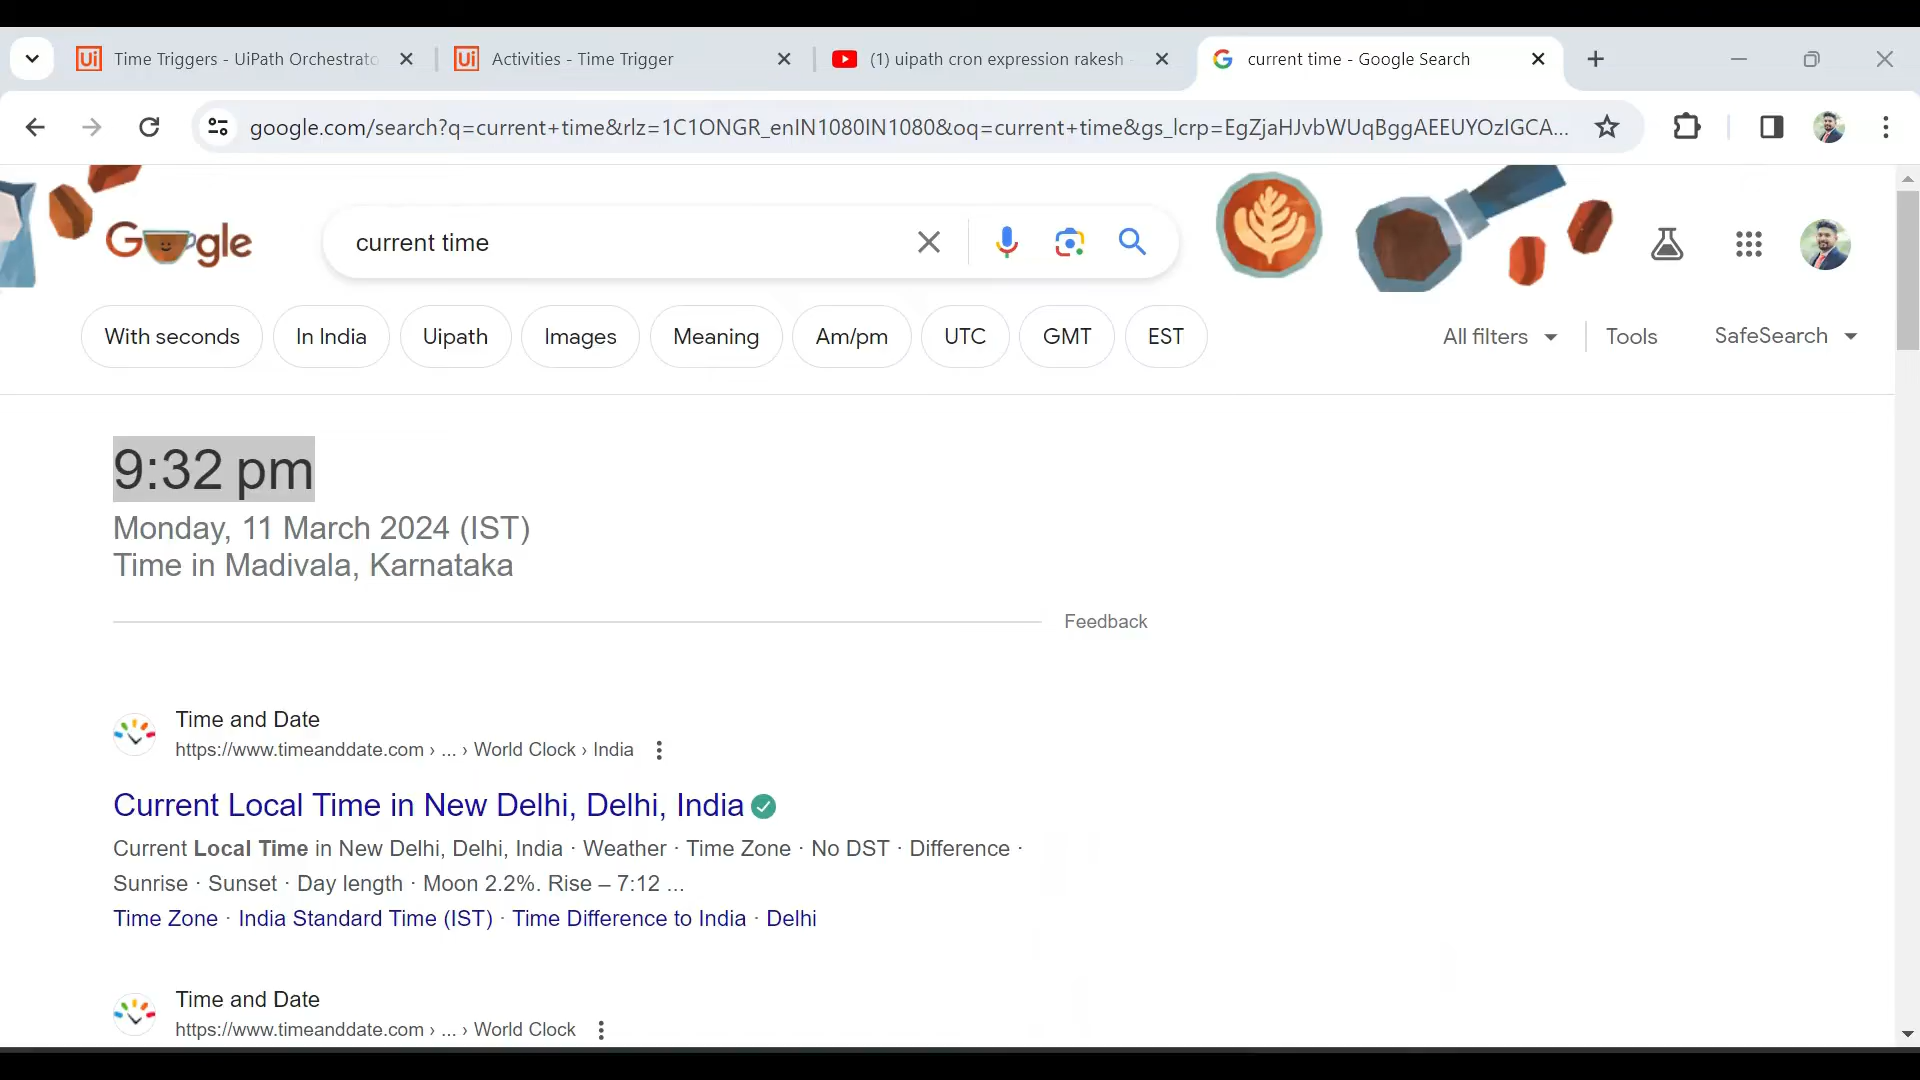 Time Triggers - UiPath Orchestrato
Activities - Time Trigger
(1) uipath cron expression rakesh -
current time - Google Search
google.com/search?q=current+time&rlz=1C1ONGR_enIN1080IN1080&oq=current+time&gs_lcrp=EgZjaHJvbWUqBggAEEUYOzIGCA...
Google
current time
With seconds
In India
Uipath
Images
Meaning
Am/pm
UTC
GMT
EST
All filters
Tools
SafeSearch
9:32 pm
Monday, 11 March 2024 (IST)
Time in Madivala, Karnataka
Feedback
Time and Date
https://www.timeanddate.com › ... › World Clock › India
Current Local Time in New Delhi, Delhi, India
Current Local Time in New Delhi, Delhi, India · Weather · Time Zone · No DST · Difference ·
Sunrise · Sunset · Day length · Moon 2.2%. Rise – 7:12 ...
Time Zone · India Standard Time (IST) · Time Difference to India · Delhi
Time and Date
https://www.timeanddate.com › ... › World Clock